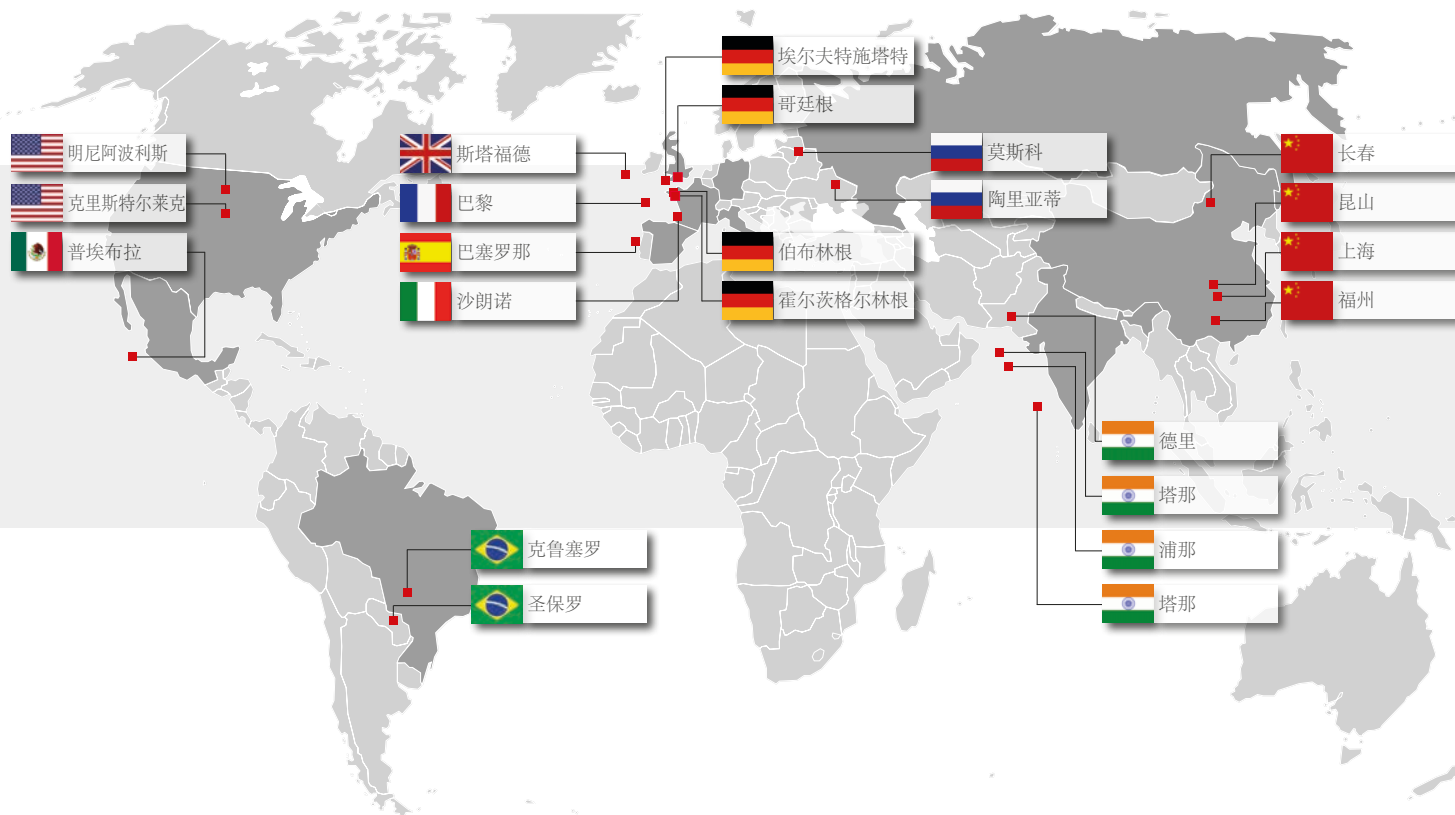 埃尔夫特施塔特
哥廷根
明尼阿波利斯
克里斯特尔莱克
普埃布拉
斯塔福德
巴黎
巴塞罗那
沙朗诺
伯布林根
霍尔茨格尔林根
莫斯科
陶里亚蒂
长春
昆山
上海
福州
德里
塔那
浦那
塔那
克鲁塞罗
圣保罗